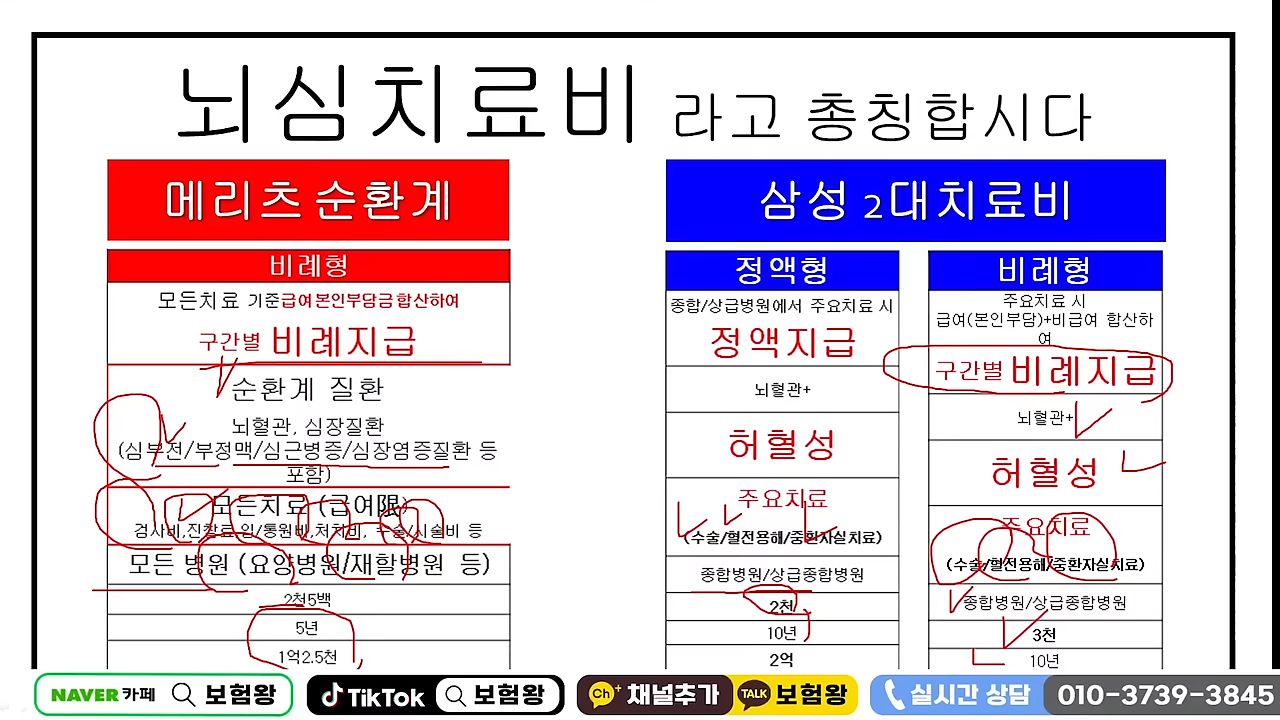 뇌심치료비 라고 총칭합시다
메리츠 순환계
비례형
모든치료 기준급여본인부담금합산하여
구간별 비례지급
순환계 질환
뇌혈관, 심장질환
(심부전/부정맥/심근병증/심장염증질환 등
포함)
모든치료 (급여限)
검사비,진찰료,입/통원비,처치비, 수술/시술비 등
모든 병원 (요양병원/재할병원 등)
2천5백
5년
1억2.5천
삼성 2대치료비
정액형
종합/상급병원에서 주요치료 시
정액지급
뇌혈관+
허혈성
주요치료
(수술/혈전용해/중환자실치료)
종합병원/상급종합병원
2천
10년
2억
비례형
주요치료 시
급여(본인부담)+비급여 합산하
여
구간별 비례지급
뇌혈관+
허혈성
주요치료
(수술/혈전용해/중환자실치료)
종합병원/상급종합병원
3천
10년
NAVER 카페 보험왕
TikTok 보험왕
Ch+ 채널추가 TALK 보험왕
실시간 상담 010-3739-3845